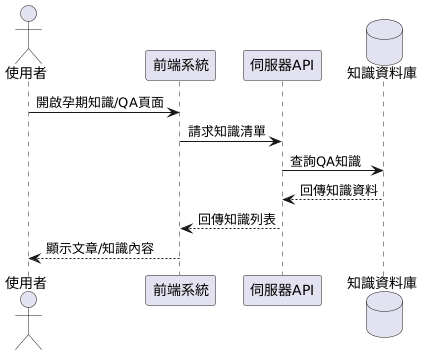 使用者
前端系統
伺服器API
知識資料庫
開啟孕期知識/QA頁面
請求知識清單
查詢QA知識
回傳知識資料
回傳知識列表
顯示文章/知識內容
使用者
前端系統
伺服器API
知識資料庫